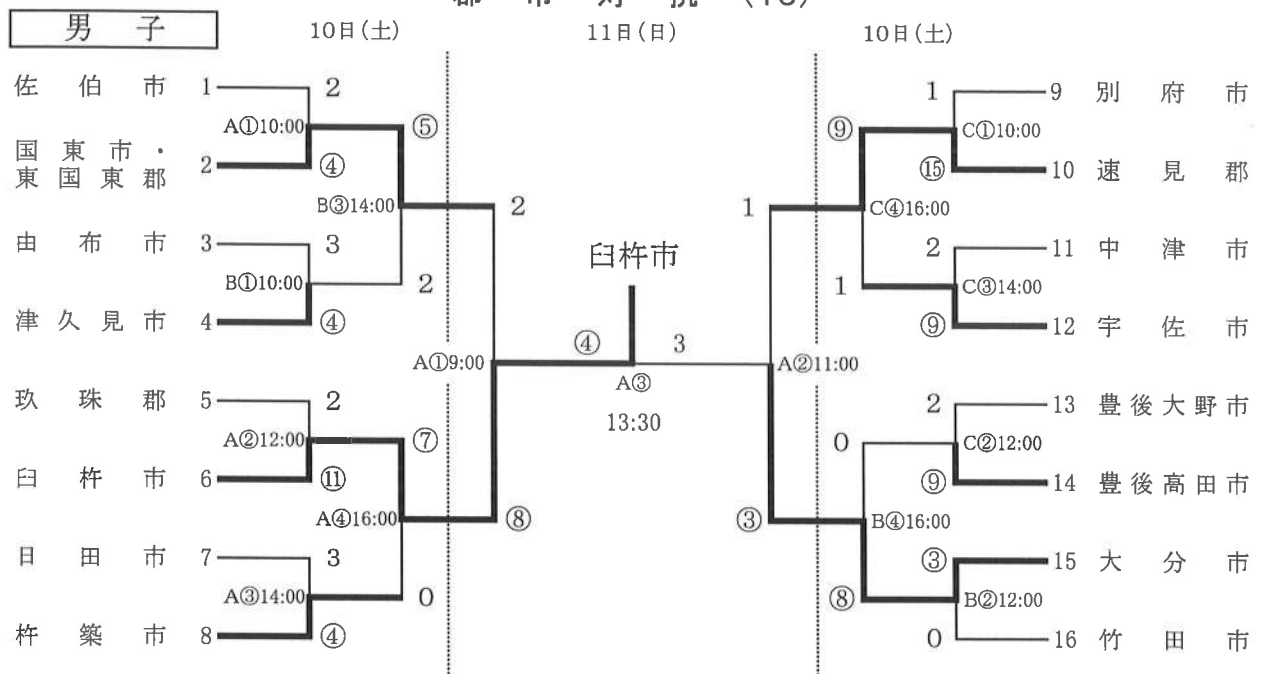 男 子
10日(土) 11日(日) 10日(土)
佐伯市 1 2
A①10:00 ⑤
国東市・
東国東郡 2 ④
B③14:00 2
由布市 3 3
B①10:00 2
津久見市 4 ④
A①9:00
玖珠郡 5 2
A②12:00 ⑦
臼杵市 6 ⑪
A④16:00 ⑧
日田市 7 3
A③14:00 0
杵築市 8 ④
臼杵市
④ 3
A③
13:30
1 9 別府市
⑨ C①10:00
⑮ 10 速見郡
1 C④16:00
2 11 中津市
1 C③14:00
⑨ 12 宇佐市
A②11:00
2 13 豊後大野市
0 C②12:00
⑨ 14 豊後高田市
③ B④16:00
③ 15 大分市
⑧ B②12:00
0 16 竹田市